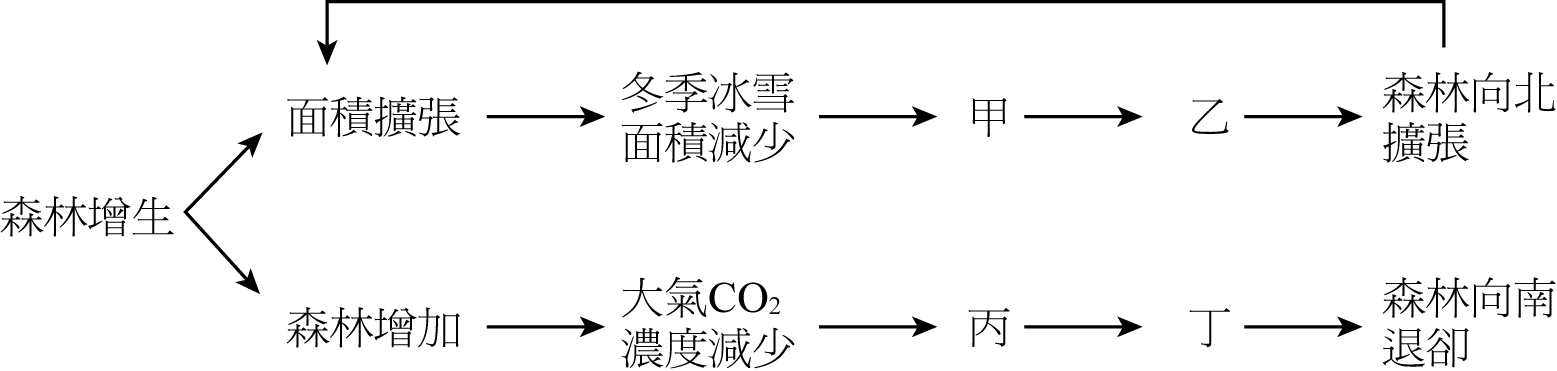 面積擴張
冬季冰雪
面積減少
甲
乙
森林向北
擴張
森林增生
森林增加
大氣CO₂
濃度減少
丙
丁
森林向南
退卻